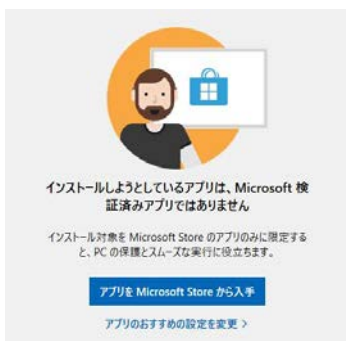 インストールしようとしているアプリは、Microsoft 検
証済みアプリではありません
インストール対象を Microsoft Store のアプリのみに限定する
と、PC の保護とスムーズな実行に役立ちます。
アプリを Microsoft Store から入手
アプリのおすすめの設定を変更 >